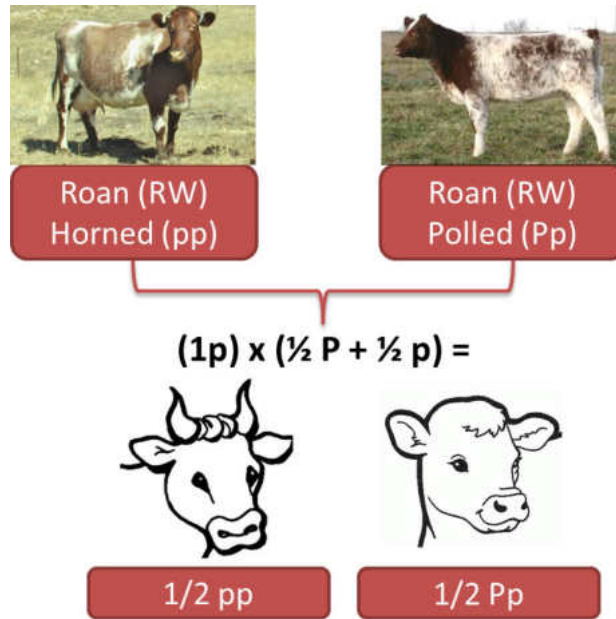 Roan (RW)
Horned (pp)
Roan (RW)
Polled (Pp)
(1p) x (½ P + ½ p) =
1/2 pp
1/2 Pp